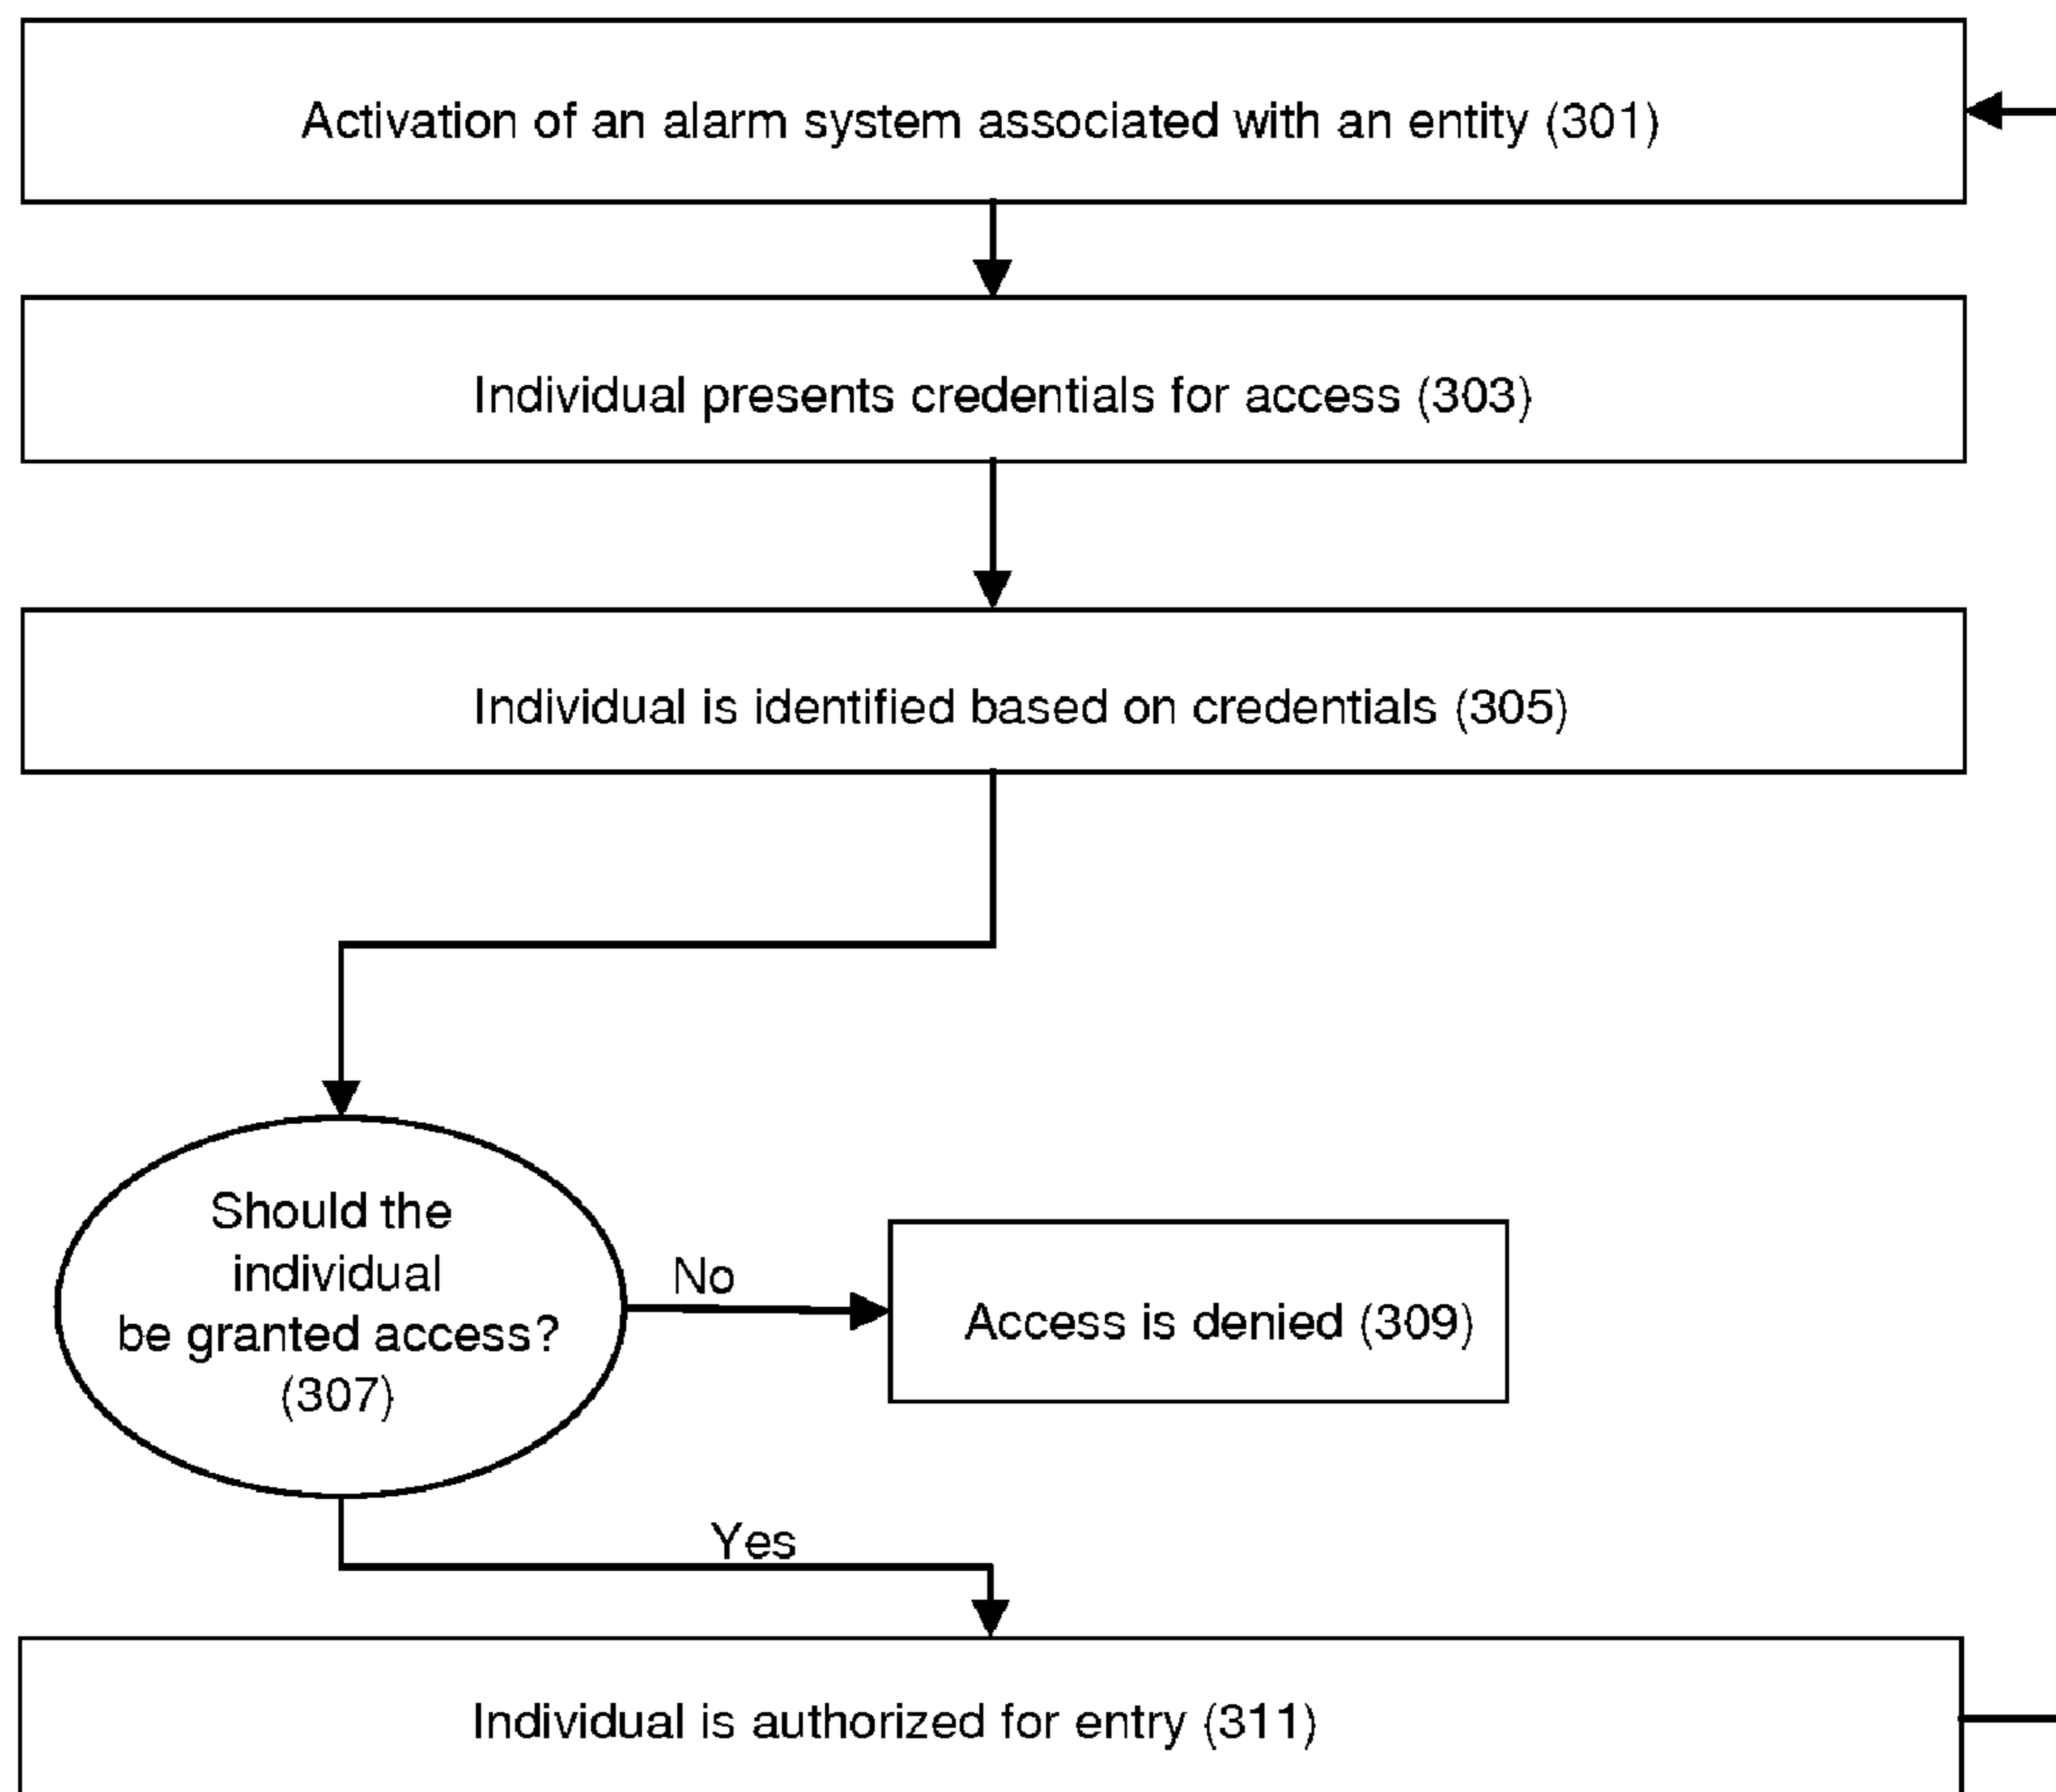 Activation of an alarm system associated with an entity (301)
Individual presents credentials for access (303)
Individual is identified based on credentials (305)
Should the
individual
be granted access?
(307)
No
Access is denied (309)
Yes
Individual is authorized for entry (311)